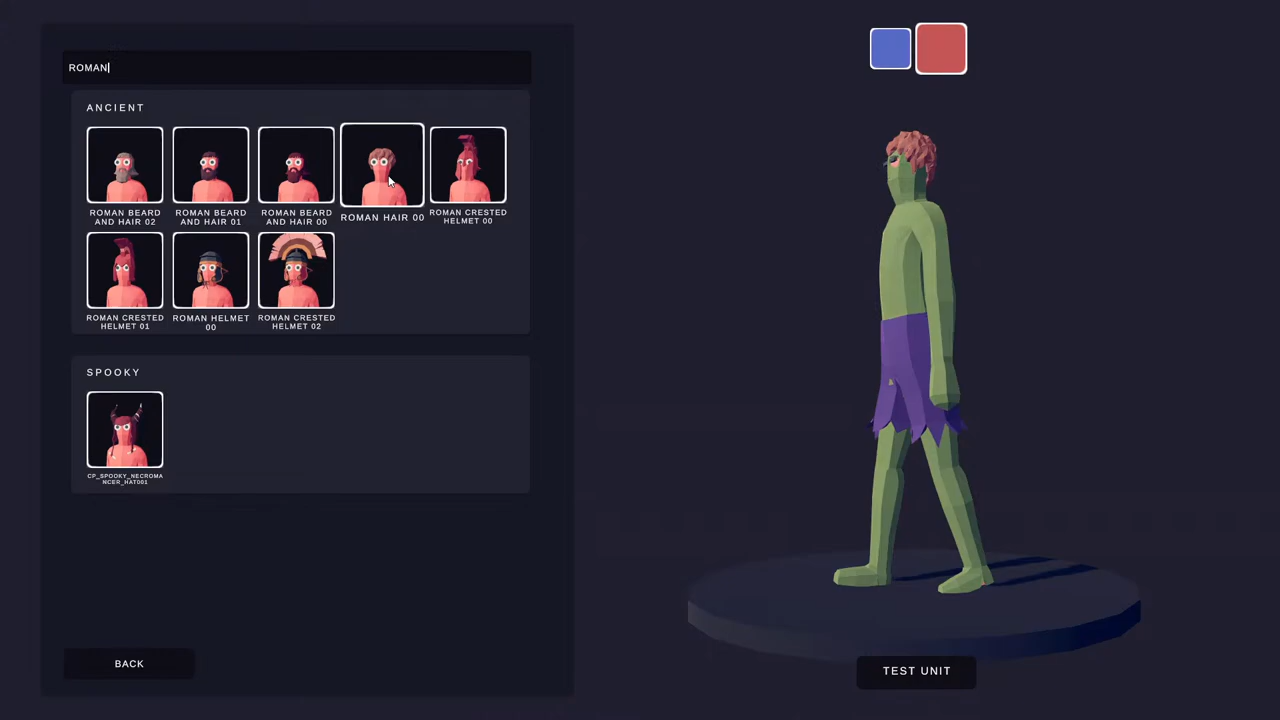 ROMAN
ANCIENT
ROMAN BEARD
AND HAIR 02
ROMAN BEARD
AND HAIR 01
ROMAN BEARD
AND HAIR 00
ROMAN HAIR 00
ROMAN CRESTED
HELMET 00
ROMAN CRESTED
HELMET 01
ROMAN HELMET
00
ROMAN CRESTED
HELMET 02
SPOOKY
CP_SPOOKY_NECROMA
NCER_HAT001
BACK
TEST UNIT